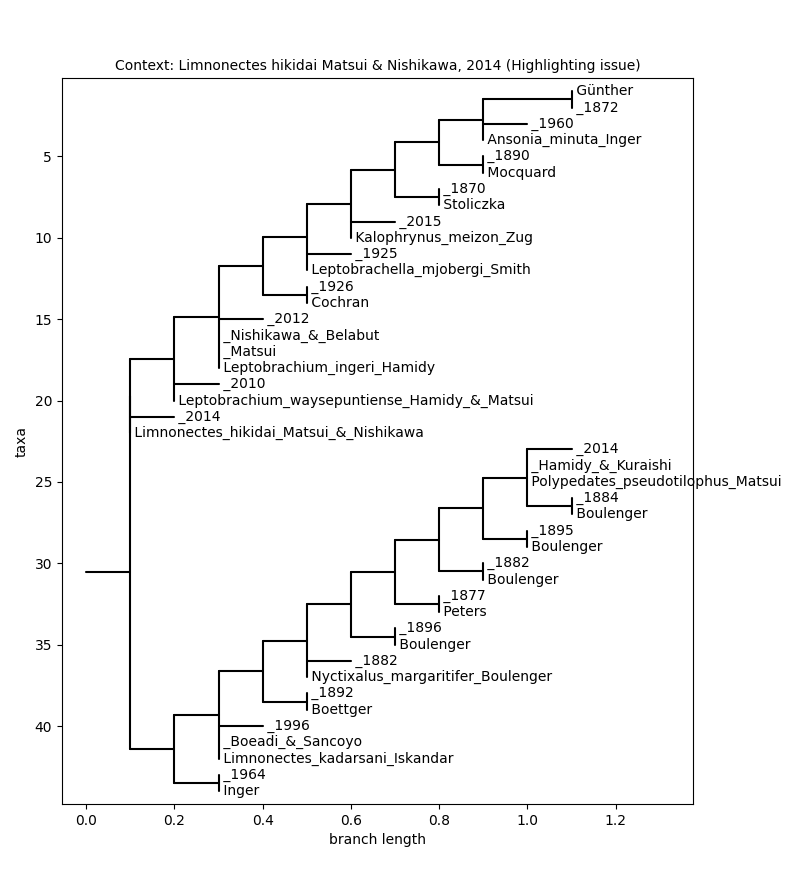 Context: Limnonectes hikidai Matsui & Nishikawa, 2014 (Highlighting issue)
Günther
_1872
_1960
Ansonia_minuta_Inger
_1890
Mocquard
_1870
Stoliczka
_2015
Kalophrynus_meizon_Zug
_1925
Leptobrachella_mjobergi_Smith
_1926
Cochran
_2012
_Nishikawa_&_Belabut
_Matsui
Leptobrachium_ingeri_Hamidy
_2010
Leptobrachium_waysepuntiense_Hamidy_&_Matsui
_2014
Limnonectes_hikidai_Matsui_&_Nishikawa
_2014
_Hamidy_&_Kuraishi
Polypedates_pseudotilophus_Matsui
_1884
Boulenger
_1895
Boulenger
_1882
Boulenger
_1877
Peters
_1896
Boulenger
_1882
Nyctixalus_margaritifer_Boulenger
_1892
Boettger
_1996
_Boeadi_&_Sancoyo
Limnonectes_kadarsani_Iskandar
_1964
Inger
5
10
15
20
25
30
35
40
taxa
0.0 0.2 0.4 0.6 0.8 1.0 1.2
branch length